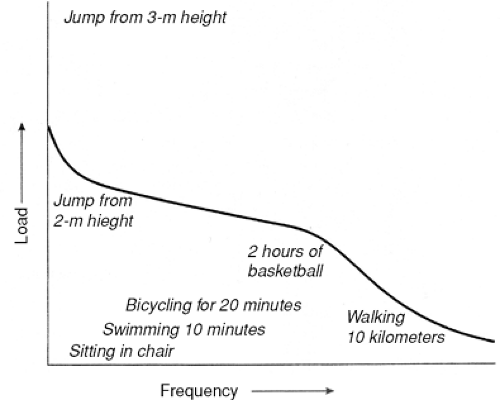 Jump from 3-m height
Jump from
2-m hieght
2 hours of
basketball
Bicycling for 20 minutes
Swimming 10 minutes
Sitting in chair
Walking
10 kilometers
Load
Frequency